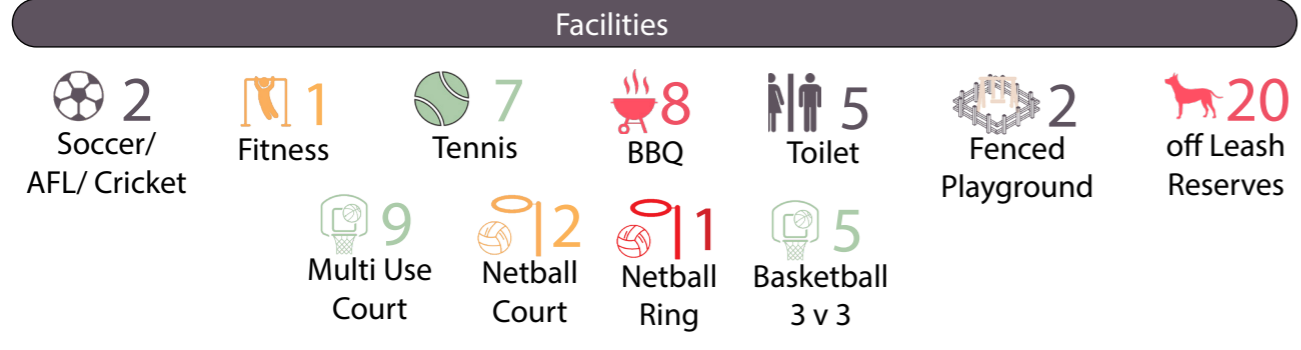 Facilities
2
Soccer/
AFL/ Cricket
1
Fitness
7
Tennis
8
BBQ
5
Toilet
2
Fenced
Playground
20
off Leash
Reserves
9
Multi Use
Court
2
Netball
Court
1
Netball
Ring
5
Basketball
3 v 3